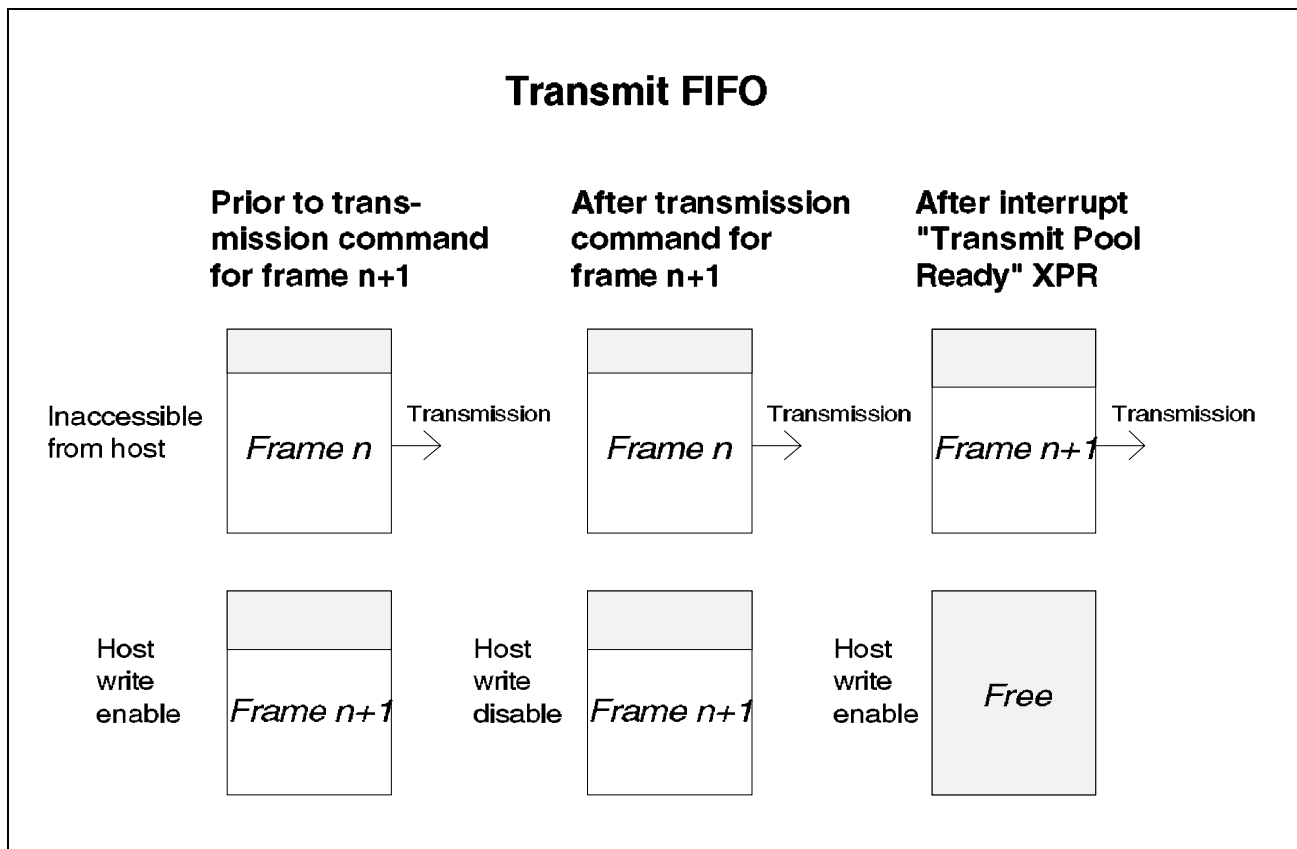 Transmit FIFO
Prior to trans-
mission command
for frame n+1
After transmission
command for
frame n+1
After interrupt
"Transmit Pool
Ready" XPR
Inaccessible
from host
Frame n
Transmission
Frame n
Transmission
Frame n+1
Transmission
Host
write
enable
Frame n+1
Host
write
disable
Frame n+1
Host
write
enable
Free